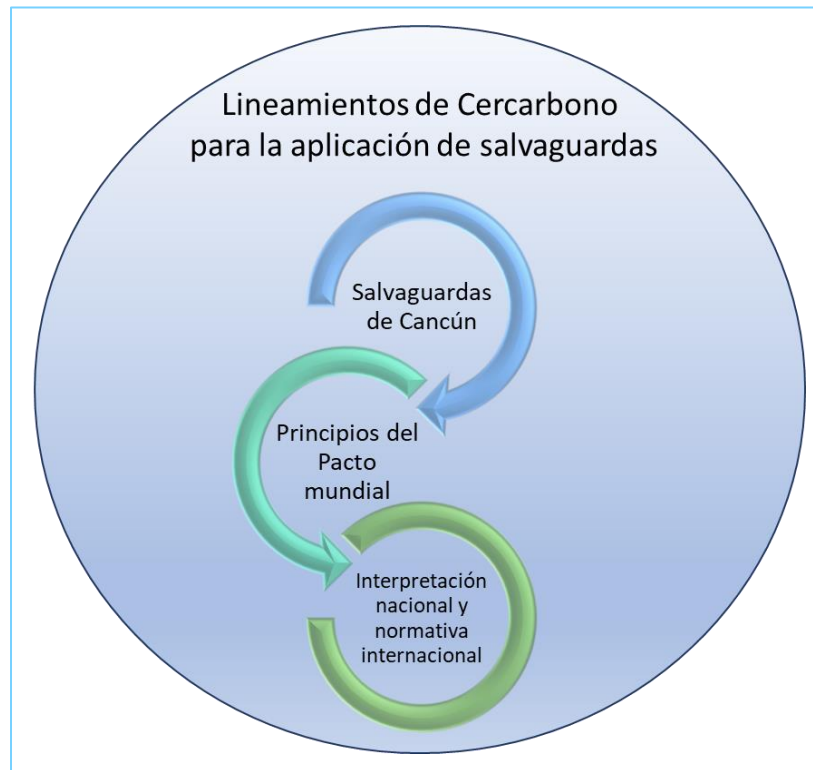 Lineamientos de Cercarbono
para la aplicación de salvaguardas
Salvaguardas
de Cancún
Principios del
Pacto
mundial
Interpretación
nacional y
normativa
internacional